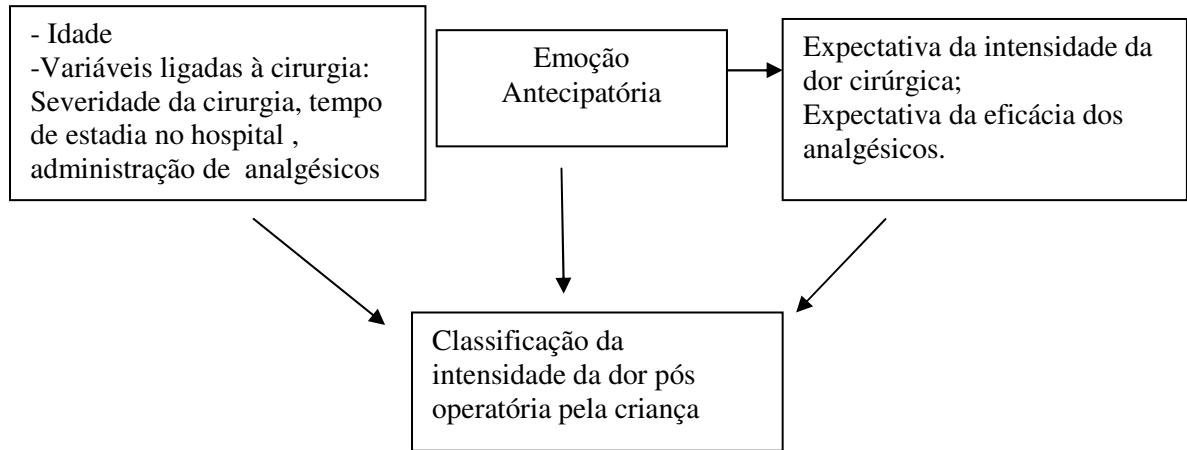 - Idade
-Variáveis ligadas à cirurgia:
Severidade da cirurgia, tempo
de estadia no hospital ,
administração de analgésicos
Emoção
Antecipatória
Expectativa da intensidade da
dor cirúrgica;
Expectativa da eficácia dos
analgésicos.
Classificação da
intensidade da dor pós
operatória pela criança